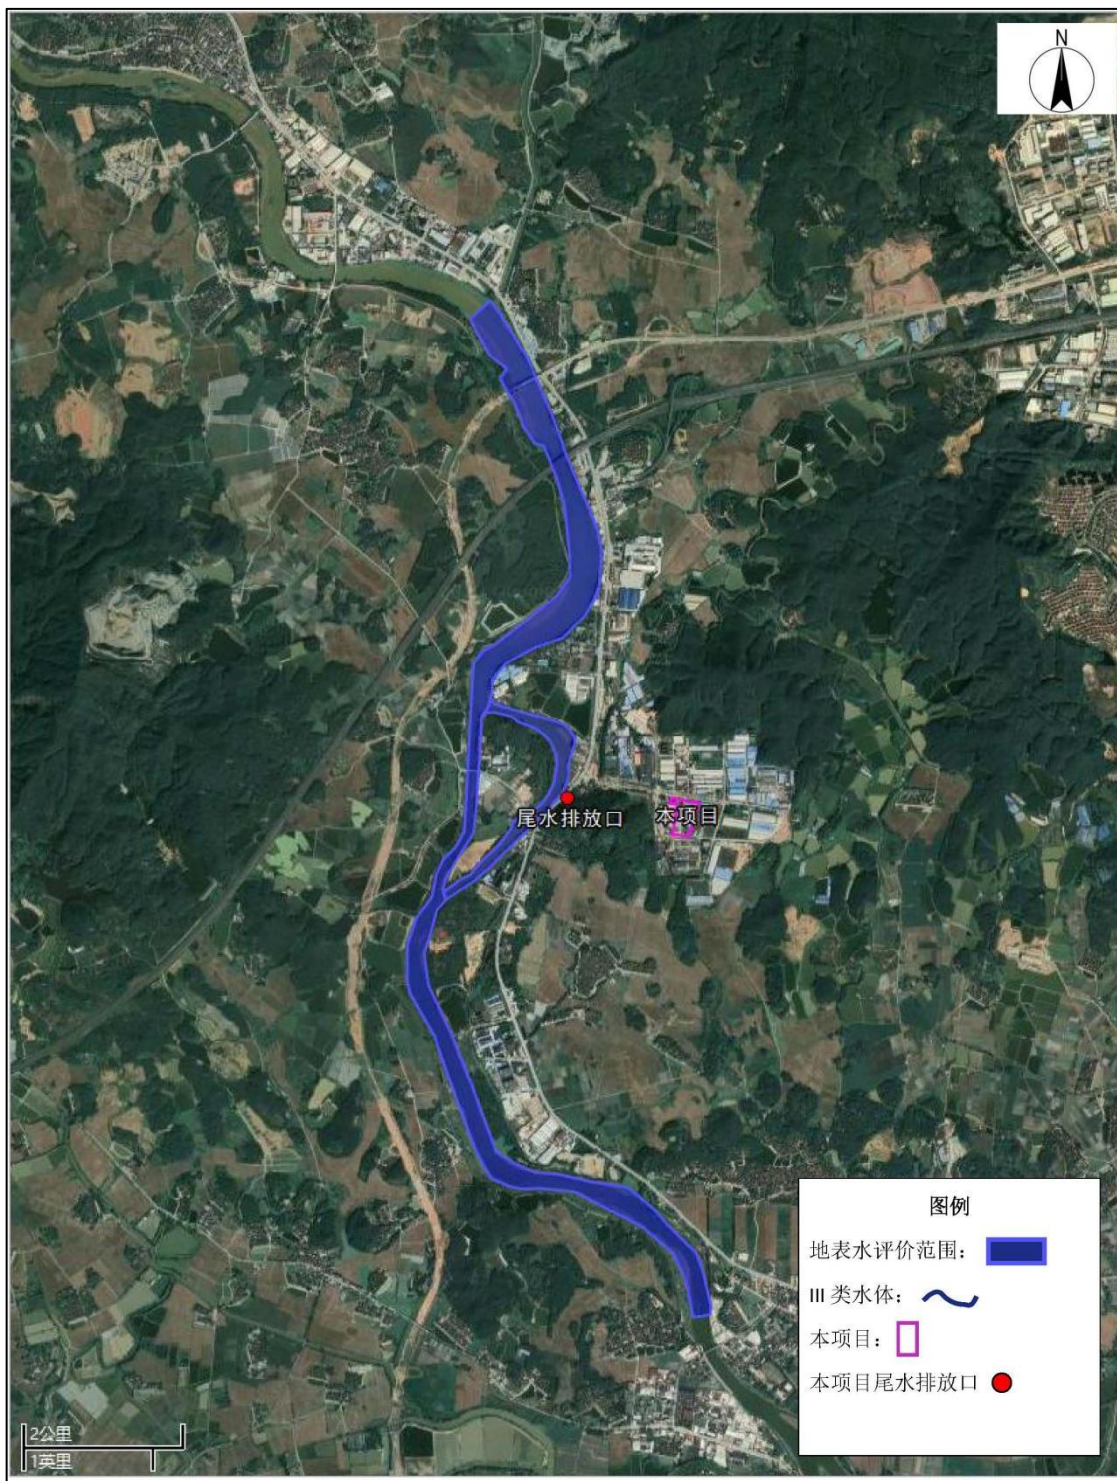 N
尾水排放口
本项目
图例
地表水评价范围：
III 类水体：
本项目：
本项目尾水排放口
2公里
1英里